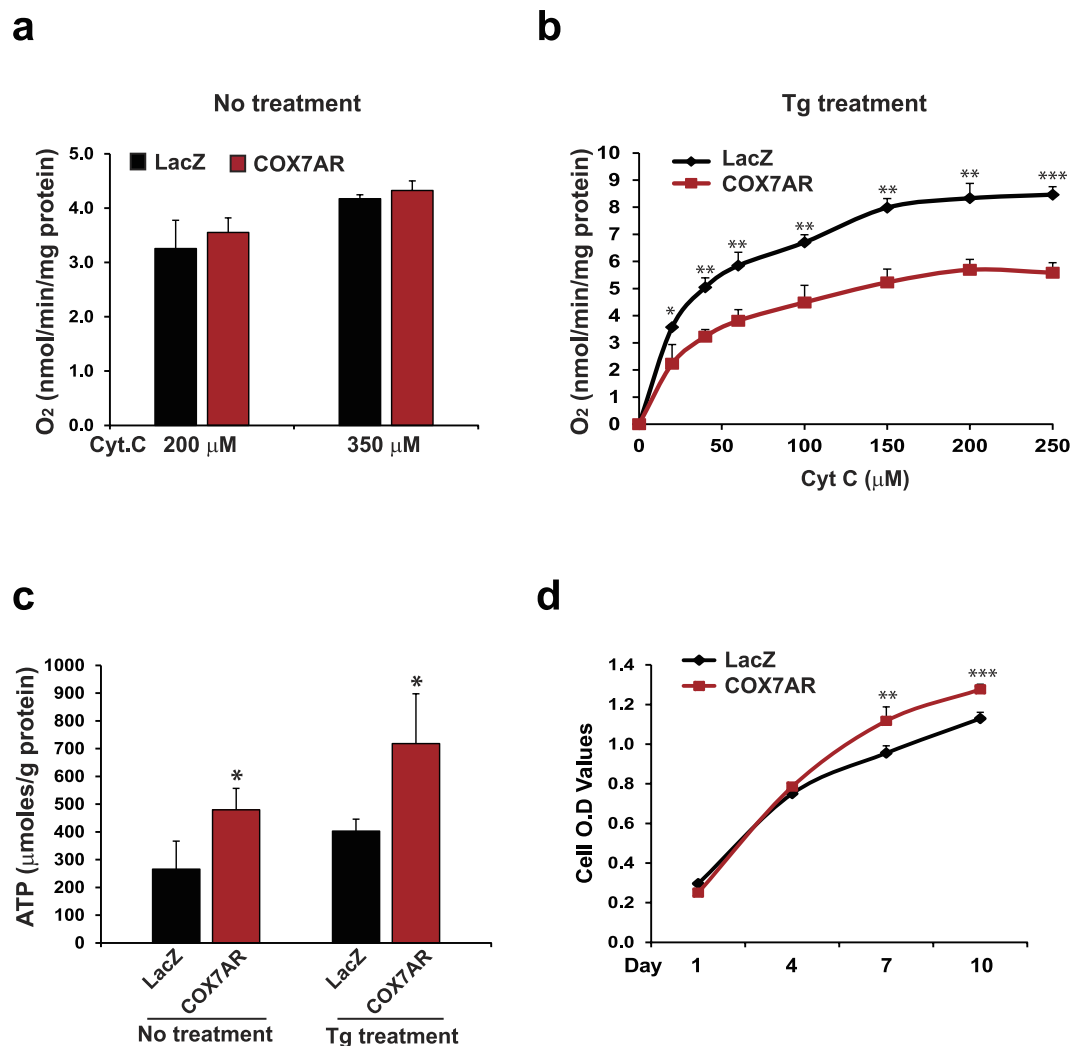 a
No treatment
LacZ COX7AR
O₂ (nmol/min/mg protein)
5.0
4.0
3.0
2.0
1.0
0.0
Cyt.C 200 μM 350 μM
b
Tg treatment
LacZ
COX7AR
O₂ (nmol/min/mg protein)
10
9
8
7
6
5
4
3
2
1
0
* ** ** ** ** ** ***
0 50 100 150 200 250
Cyt C (μM)
c
ATP (μmoles/g protein)
1000
900
800
700
600
500
400
300
200
100
0
* *
LacZ COX7AR LacZ COX7AR
No treatment Tg treatment
d
LacZ
COX7AR
Cell O.D Values
1.4
1.2
1.0
0.8
0.6
0.4
0.2
0.0
** ***
Day 1 4 7 10